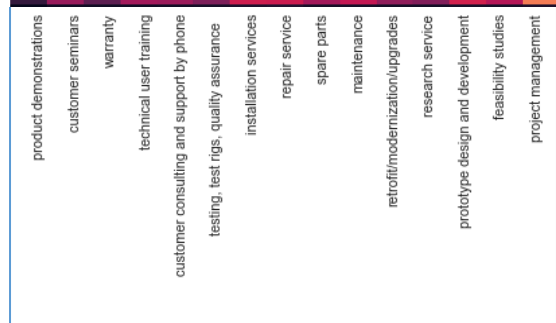 product demonstrations
customer seminars
warranty
technical user training
customer consulting and support by phone
testing, test rigs, quality assurance
installation services
repair service
spare parts
maintenance
retrofit/modernization/upgrades
research service
prototype design and development
feasibility studies
project management